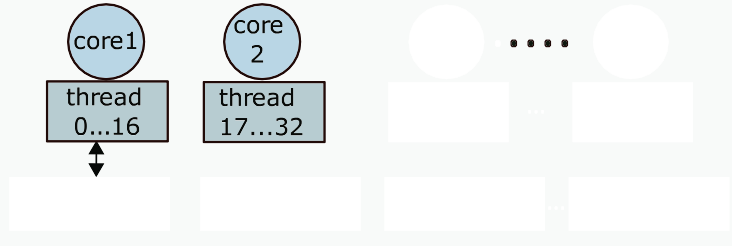 core1
core
2
thread
0...16
thread
17...32